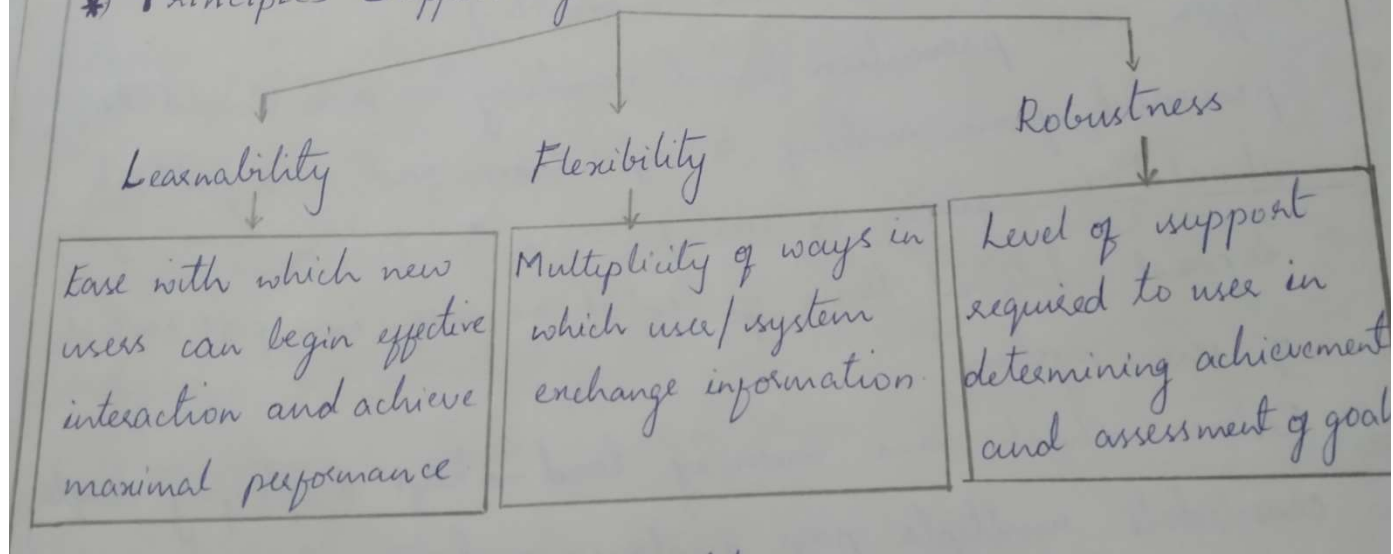 *) Principles Supporting
Learnability
Flexibility
Robustness
Ease with which new
users can begin effective
interaction and achieve
maximal performance
Multiplicity of ways in
which user/system
exchange information.
Level of support
required to user in
determining achievement
and assessment of goal